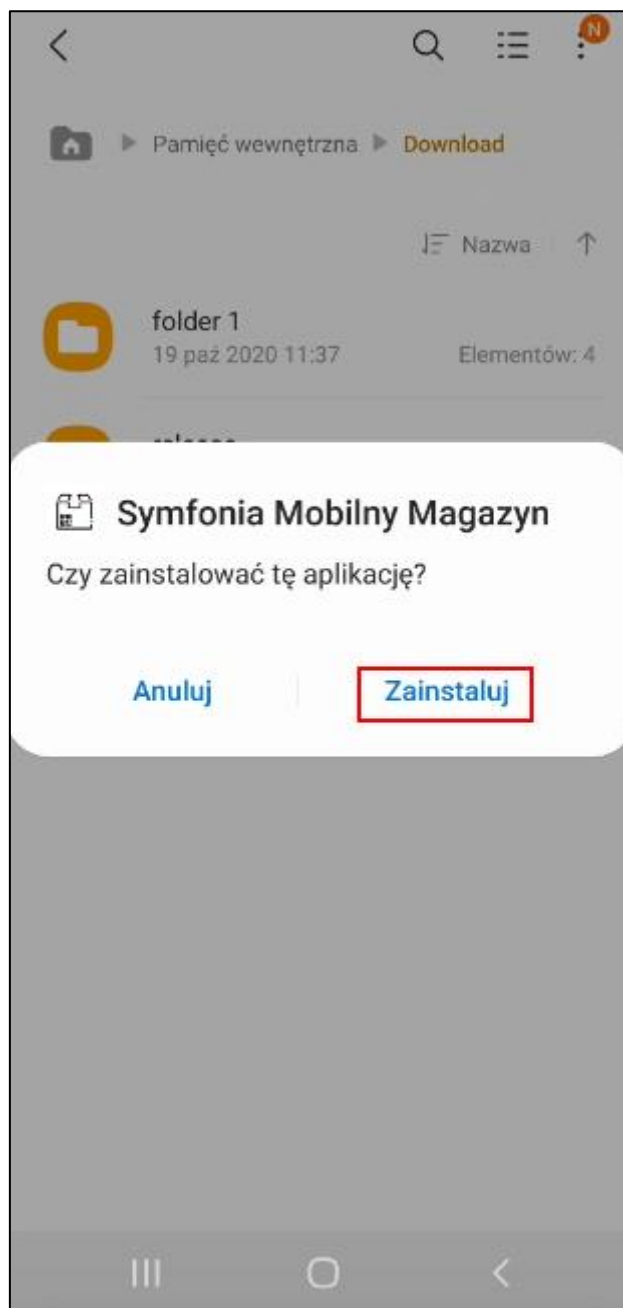 N
Pamięć wewnętrzna Download
Nazwa
folder 1
19 paź 2020 11:37 Elementów: 4
Symfonia Mobilny Magazyn
Czy zainstalować tę aplikację?
Anuluj Zainstaluj